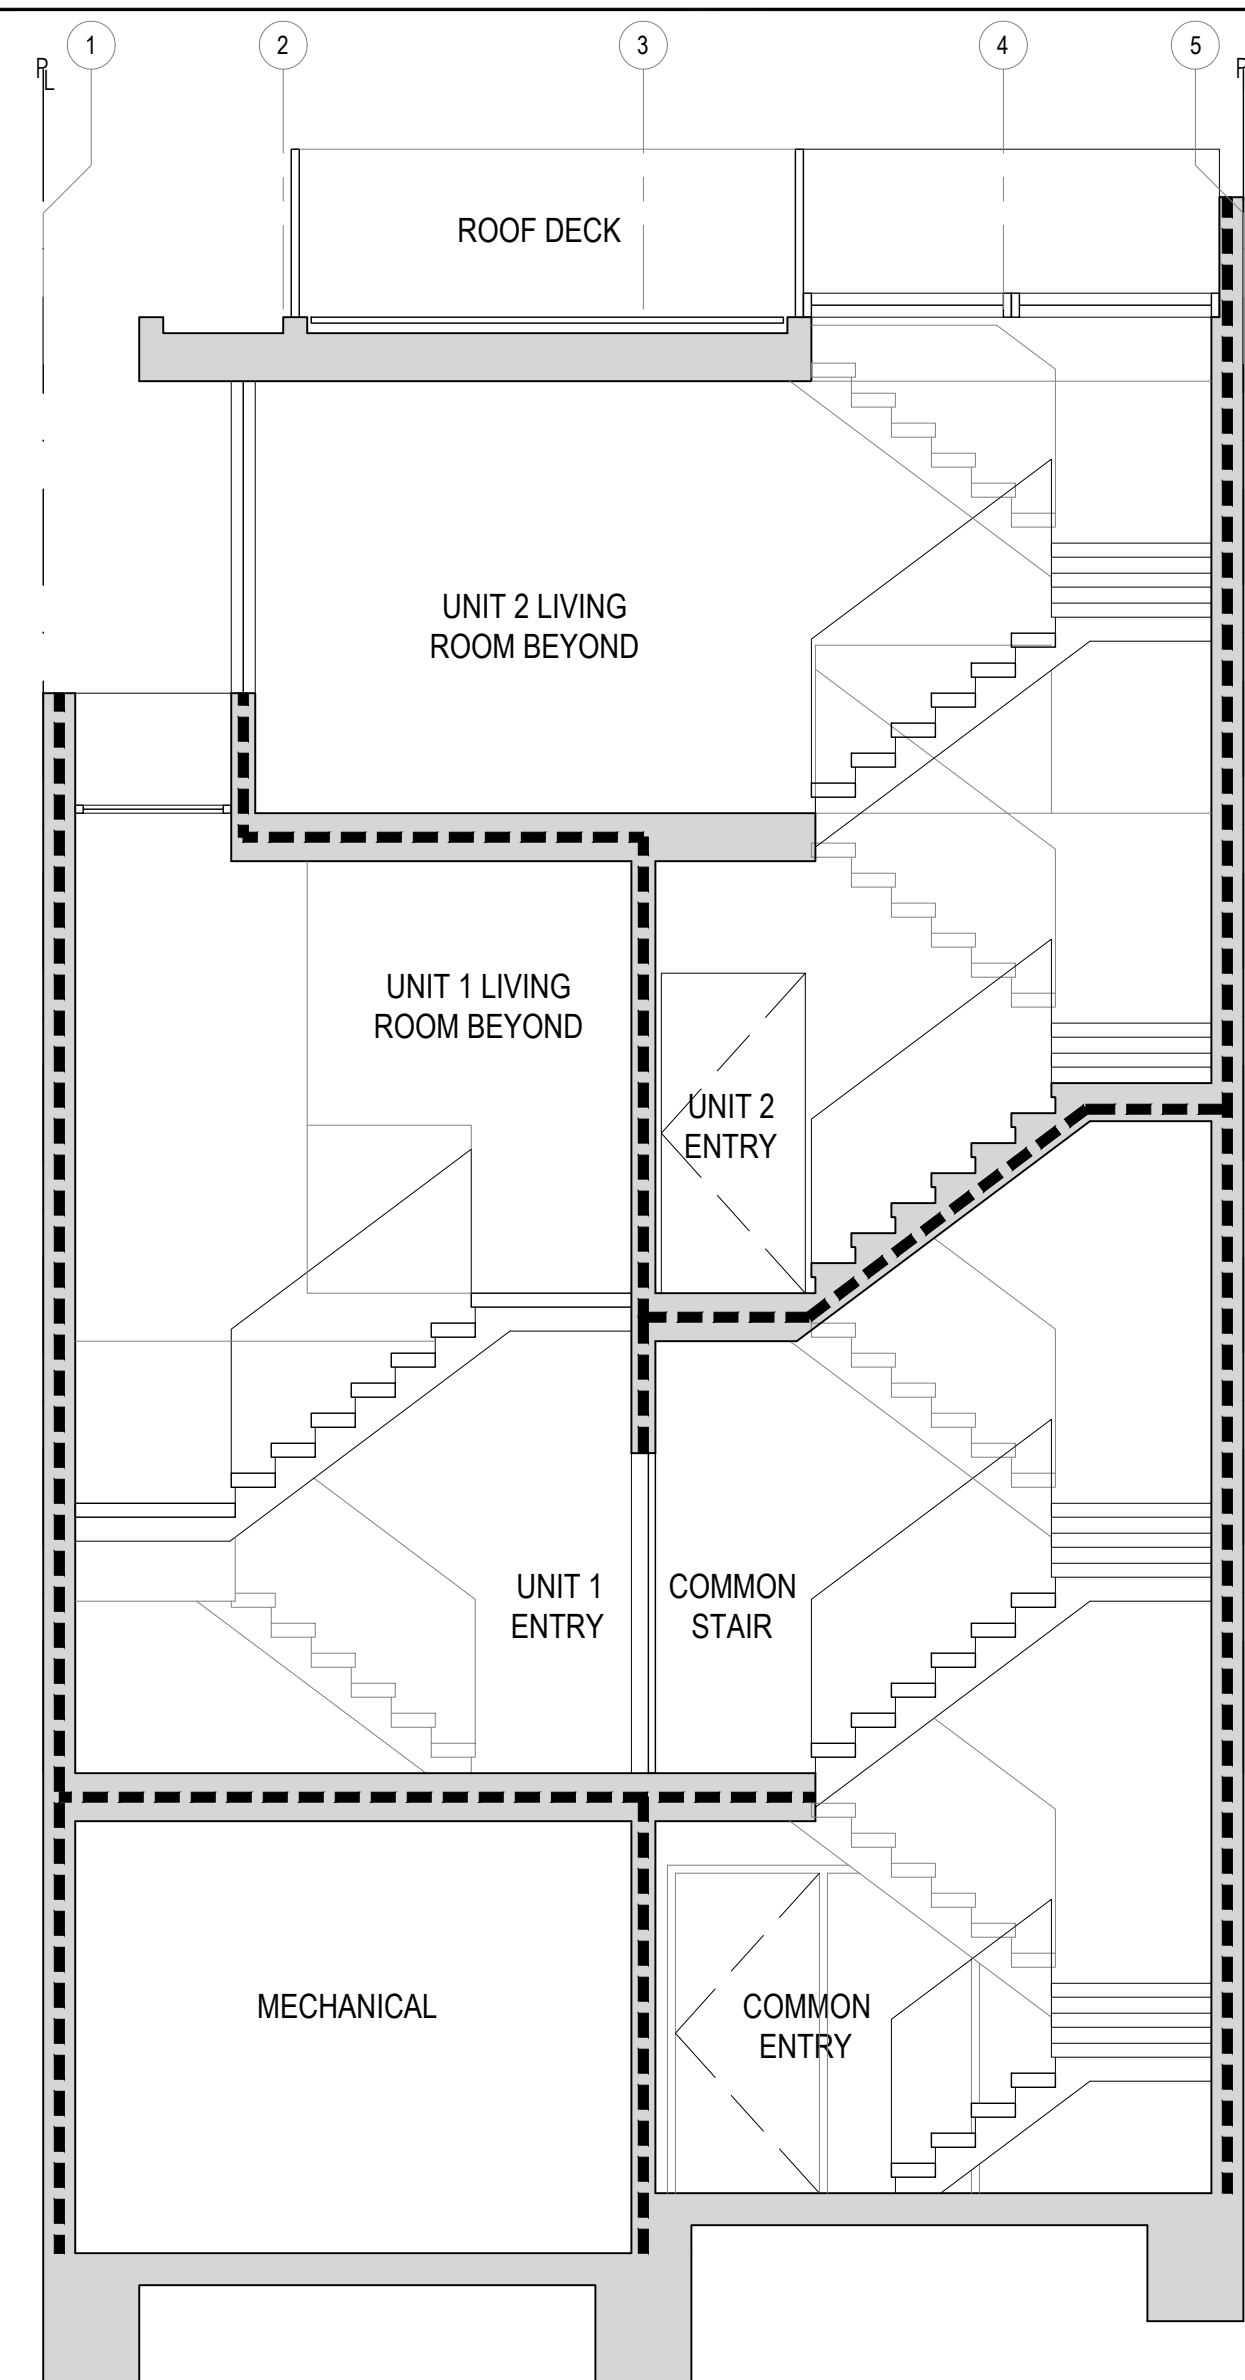 1
2
3
4
5
PL
P
ROOF DECK
UNIT 2 LIVING
ROOM BEYOND
UNIT 1 LIVING
ROOM BEYOND
UNIT 2
ENTRY
UNIT 1
ENTRY
COMMON
STAIR
MECHANICAL
COMMON
ENTRY